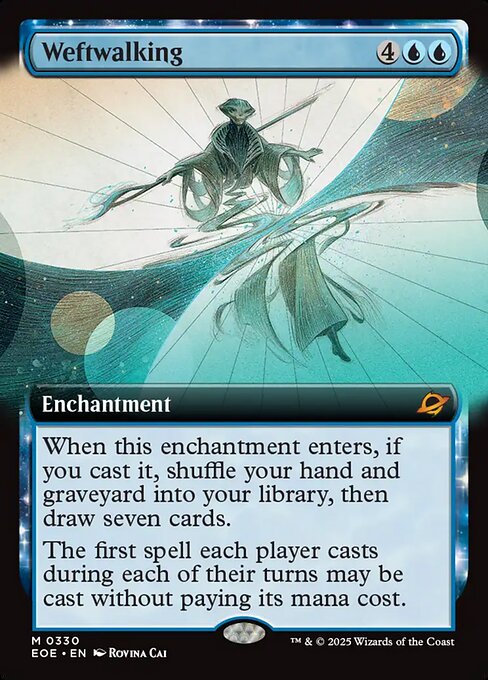 Weftwalking 4
Enchantment
When this enchantment enters, if
you cast it, shuffle your hand and
graveyard into your library, then
draw seven cards.
The first spell each player casts
during each of their turns may be
cast without paying its mana cost.
M 0330
EOE • EN Rovina Cai
™ & © 2025 Wizards of the Coast